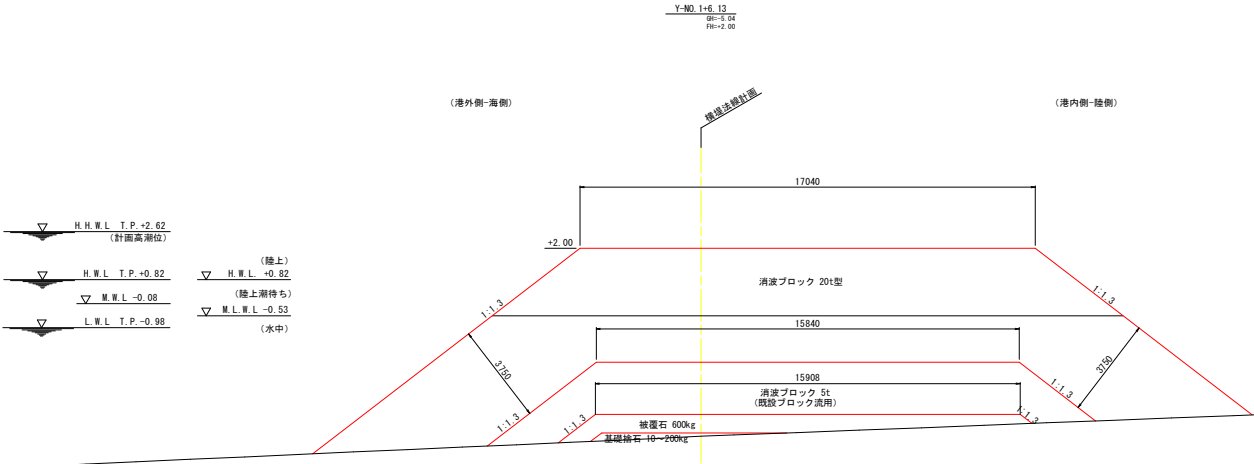 Y-NO.1+6.13
GH=-5.04
FH=+2.00
(港外側-海側)
横堤法線計画
(港内側-陸側)
17040
H.H.W.L T.P.+2.62
(計画高潮位)
+2.00
(陸上)
H.W.L T.P.+0.82
H.W.L. +0.82
消波ブロック 20t型
(陸上潮待ち)
M.W.L -0.08
M.L.W.L -0.53
L.W.L T.P.-0.98
(水中)
1:1.3
1:1.3
15840
3750
3750
15908
消波ブロック 5t
(既設ブロック流用)
1:1.3
1:1.3
1:1.3
1:1.3
被覆石 600kg
基礎捨石 10~200kg